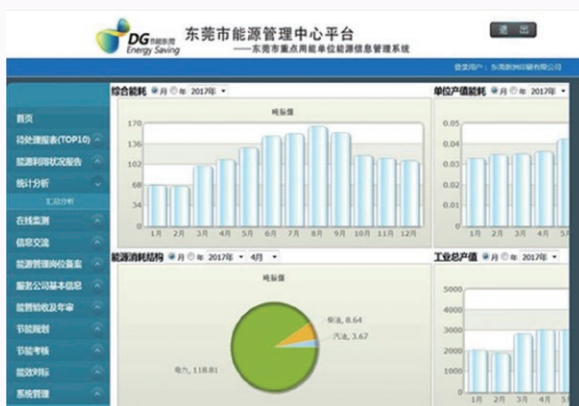 DG 节能东莞
Energy Saving
东莞市能源管理中心平台
——东莞市重点用能单位能源信息管理系统
退 出
登录用户：东莞新洲印刷有限公司
首页
待处理报表(TOP10)
能源利用状况报告
统计分析
汇总分析
在线监测
信息交流
能源管理岗位备案
服务公司基本信息
能管验收及年审
节能规划
节能考核
能效对标
系统管理
综合能耗 月 年 2017年
吨标煤
170
136
102
68
34
0
1月 2月 3月 4月 5月 6月 7月 8月 9月 10月 11月 12月
单位产值能耗 月 年 2017年
0.05
0.04
0.03
0.02
0.01
0
1月 2月 3月 4月 5
能源消耗结构 月 年 2017年 4月
吨标煤
柴油, 8.64
汽油, 3.67
电力, 118.81
工业总产值 月 年 2017年
5000
4000
3000
2000
1000
0
1月 2月 3月 4月 5